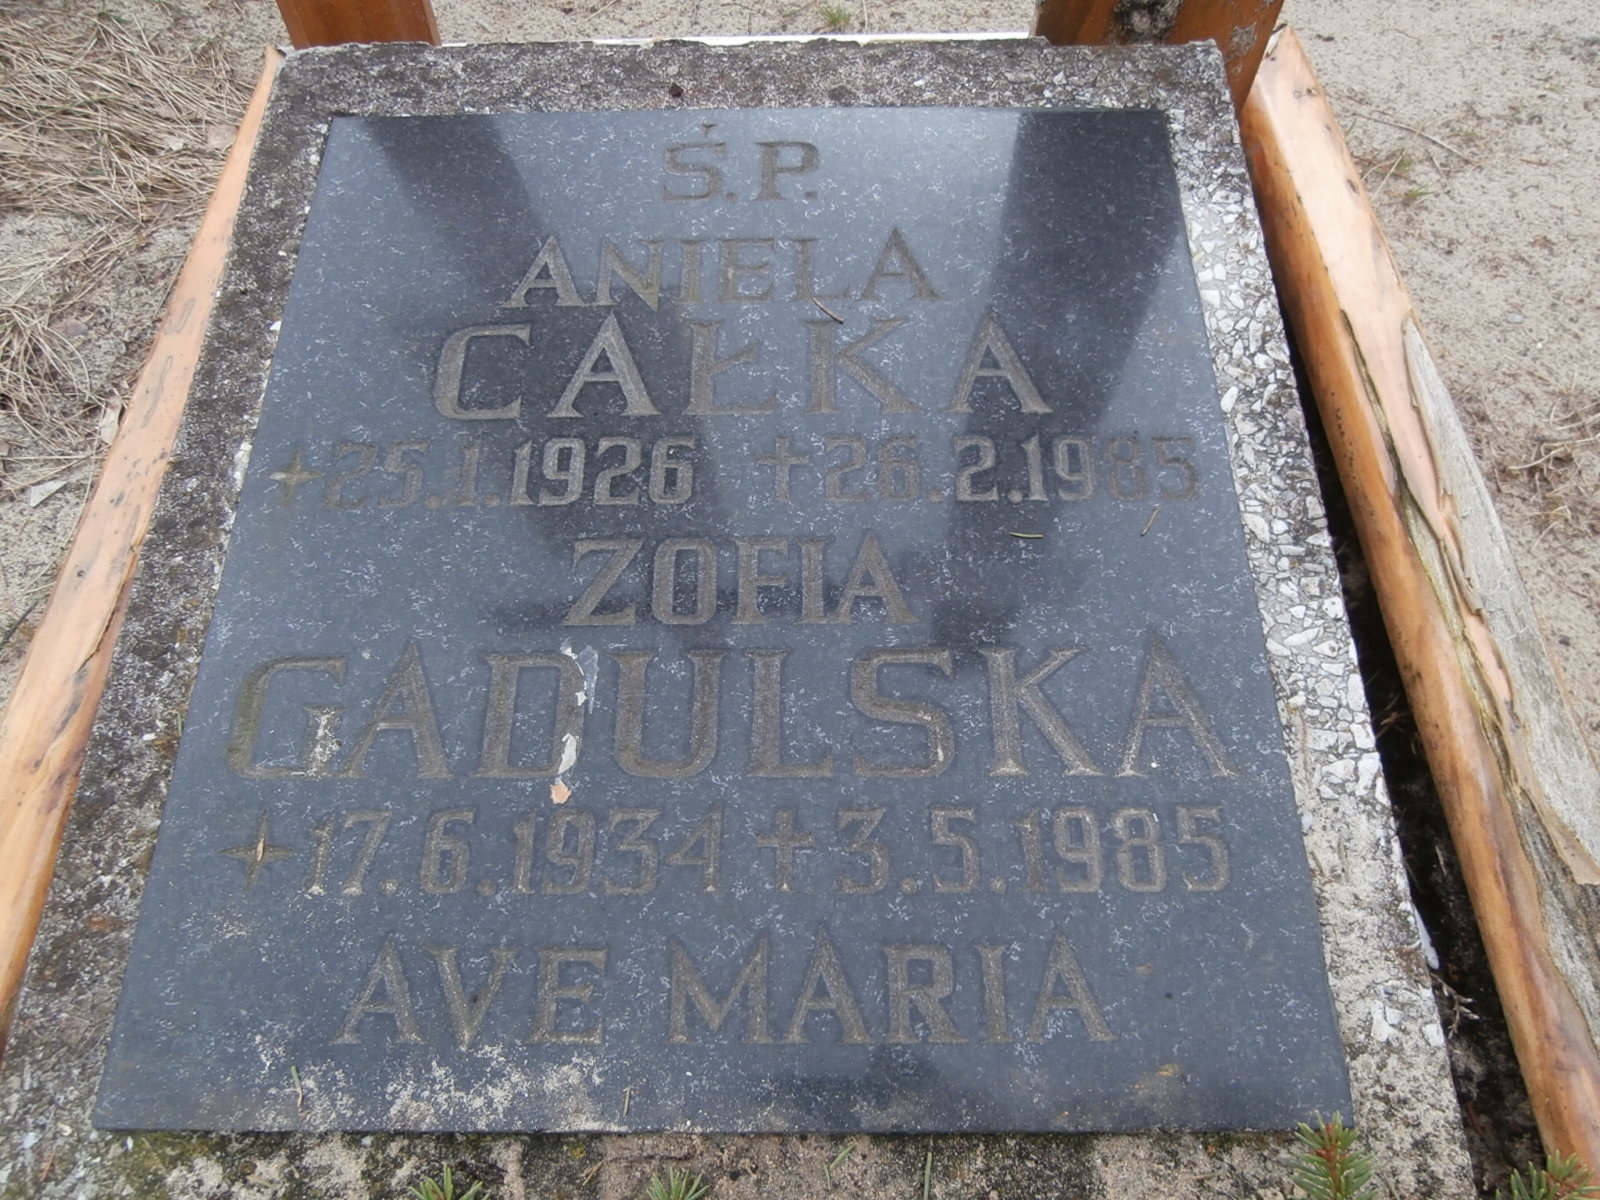 Ś.P.
ANIELA
CAŁKA
25.1.1926 †26.2.1985
ZOFIA
GADULSKA
17.6.1934 †3.5.1985
AVE MARIA